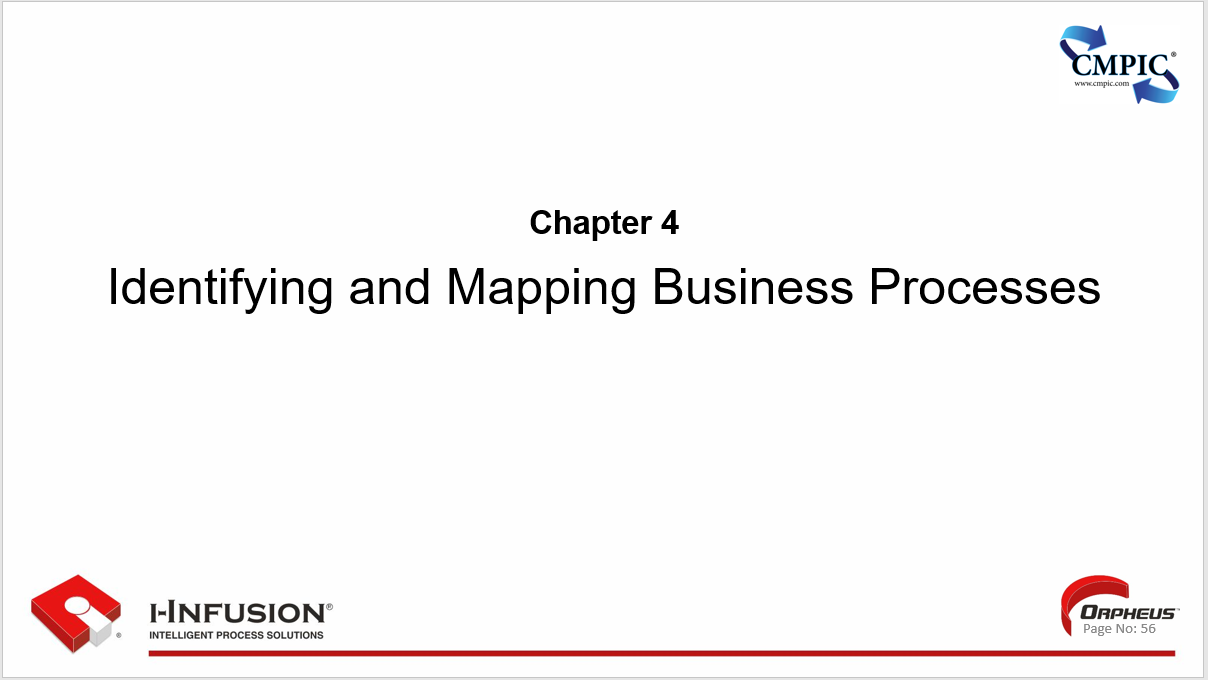 CMPIC®
www.cmpic.com
Chapter 4
Identifying and Mapping Business Processes
I-INFUSION®
INTELLIGENT PROCESS SOLUTIONS
®
ORPHEUS™
Page No: 56